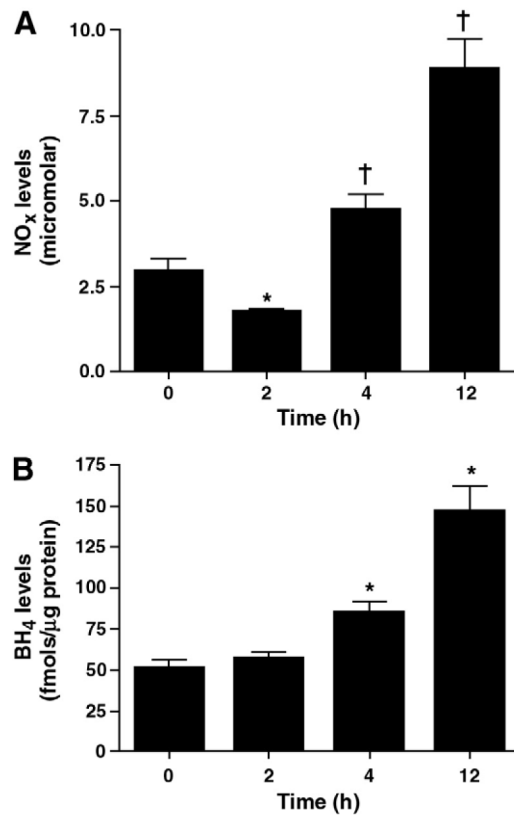 A
NOx levels
(micromolar)
10.0
7.5
5.0
2.5
0.0
*
†
†
0 2 4 12
Time (h)
B
BH4 levels
(fmols/μg protein)
175
150
125
100
75
50
25
0
*
*
0 2 4 12
Time (h)